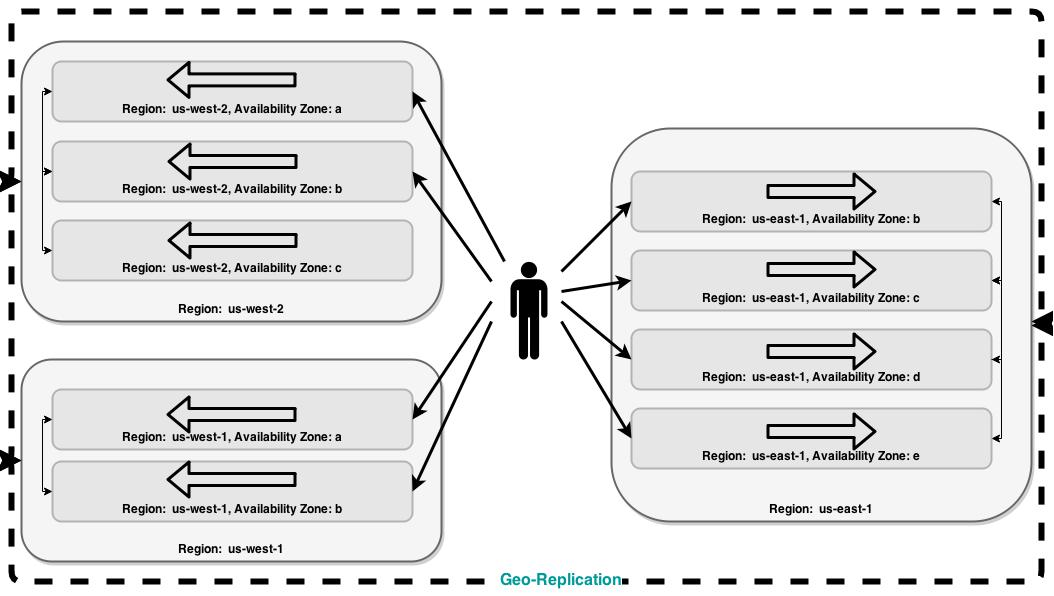 Region: us-west-2, Availability Zone: a
Region: us-west-2, Availability Zone: b
Region: us-west-2, Availability Zone: c
Region: us-west-2
Region: us-west-1, Availability Zone: a
Region: us-west-1, Availability Zone: b
Region: us-west-1
Region: us-east-1, Availability Zone: b
Region: us-east-1, Availability Zone: c
Region: us-east-1, Availability Zone: d
Region: us-east-1, Availability Zone: e
Region: us-east-1
Geo-Replication